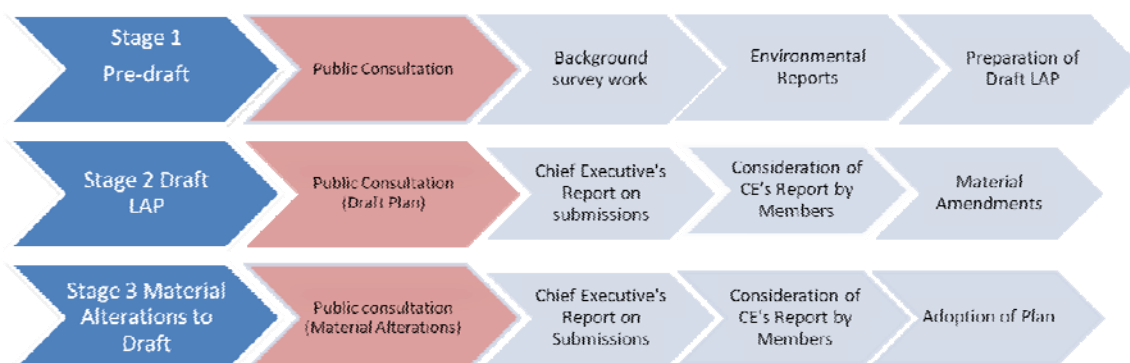 Stage 1
Pre-draft
Public Consultation
Background
survey work
Environmental
Reports
Preparation of
Draft LAP
Stage 2 Draft
LAP
Public Consultation
(Draft Plan)
Chief Executive's
Report on
submissions
Consideration of
CE's Report by
Members
Material
Amendments
Stage 3 Material
Alterations to
Draft
Public consultation
(Material Alterations)
Chief Executive's
Report on
Submissions
Consideration of
CE's Report by
Members
Adoption of Plan